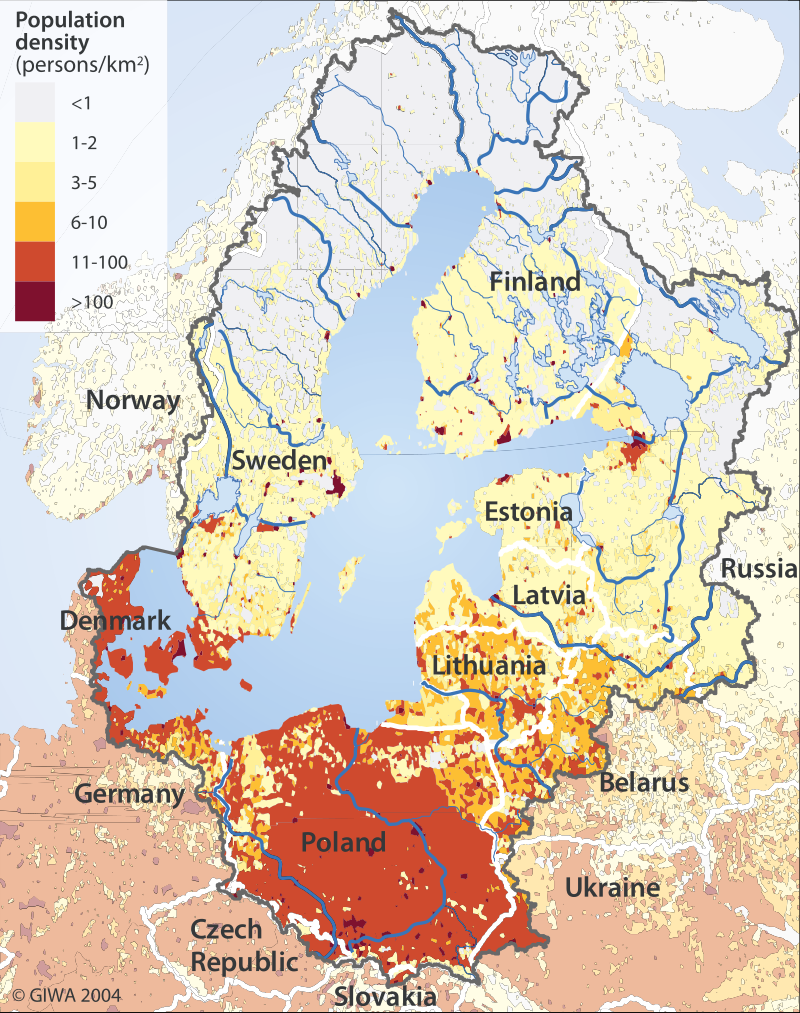 Population
density
(persons/km²)
<1
1-2
3-5
6-10
11-100
>100
Finland
Norway
Sweden
Estonia
Russia
Latvia
Denmark
Lithuania
Belarus
Germany
Poland
Ukraine
Czech
Republic
Slovakia
© GIWA 2004